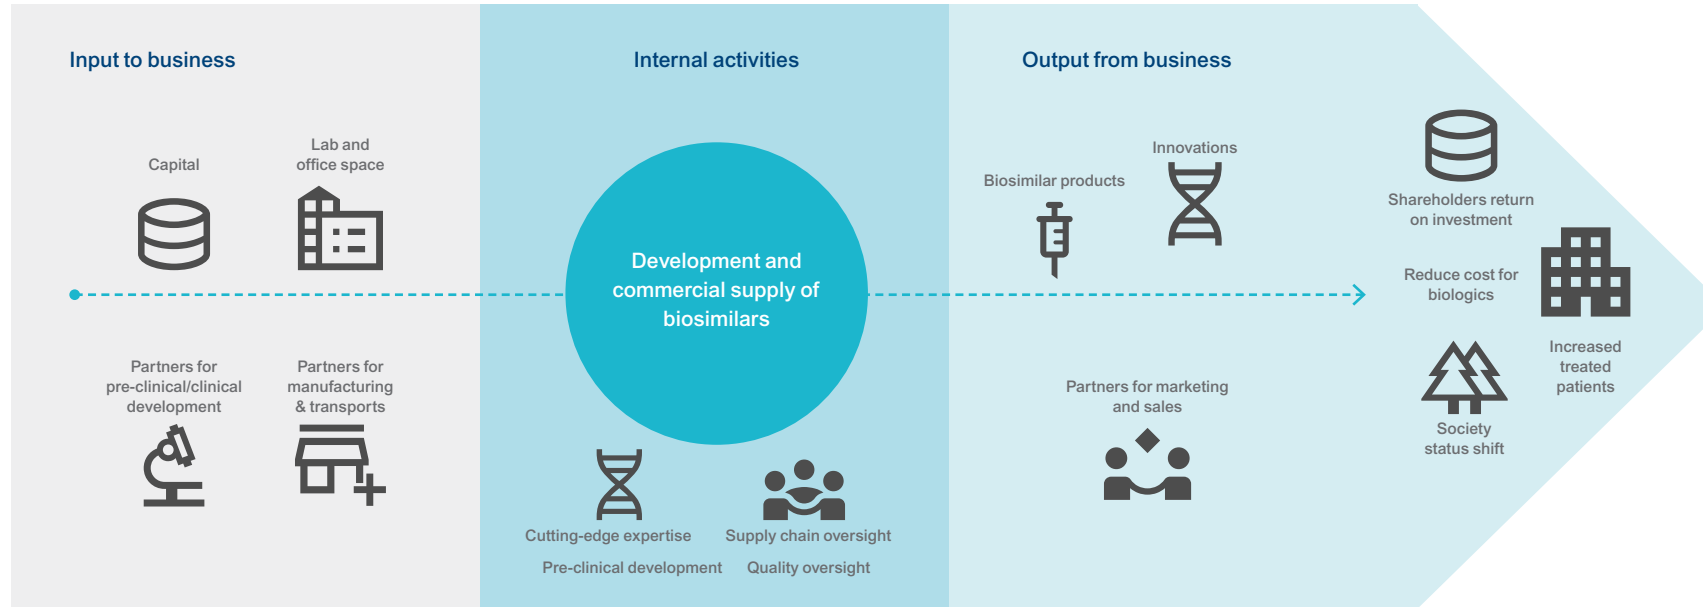 Input to business
Capital
Lab and
office space
Partners for
pre-clinical/clinical
development
Partners for
manufacturing
& transports
Internal activities
Development and
commercial supply of
biosimilars
Cutting-edge expertise
Supply chain oversight
Pre-clinical development
Quality oversight
Output from business
Biosimilar products
Innovations
Partners for marketing
and sales
Shareholders return
on investment
Reduce cost for
biologics
Increased
treated
patients
Society
status shift